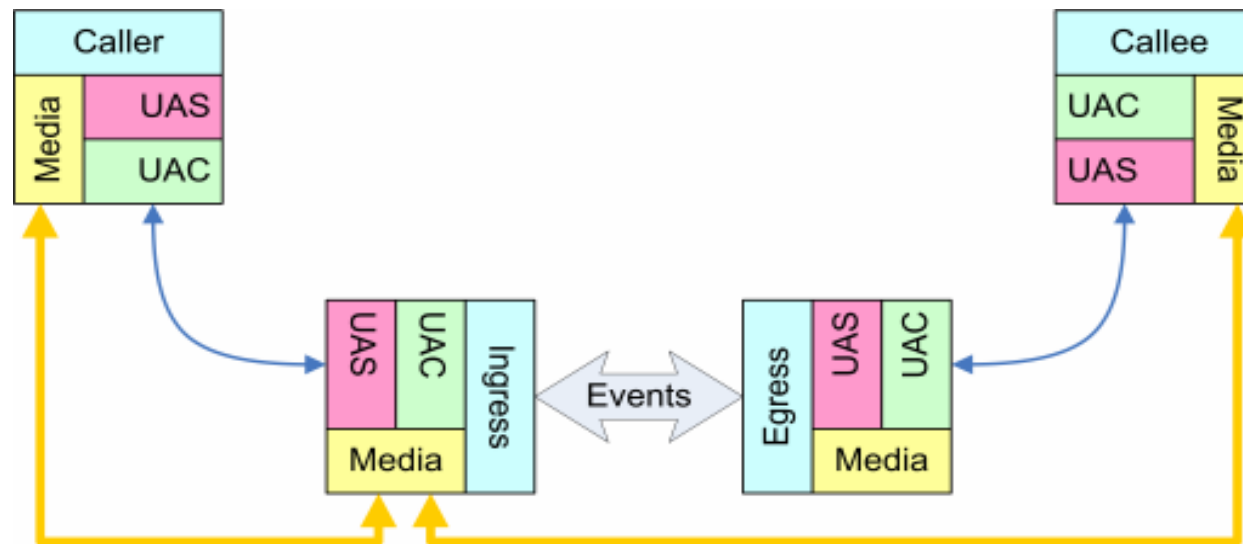 Caller
Media
UAS
UAC
Callee
UAC
UAS
Media
UAS
UAC
Ingress
Media
Events
Egress
UAS
UAC
Media